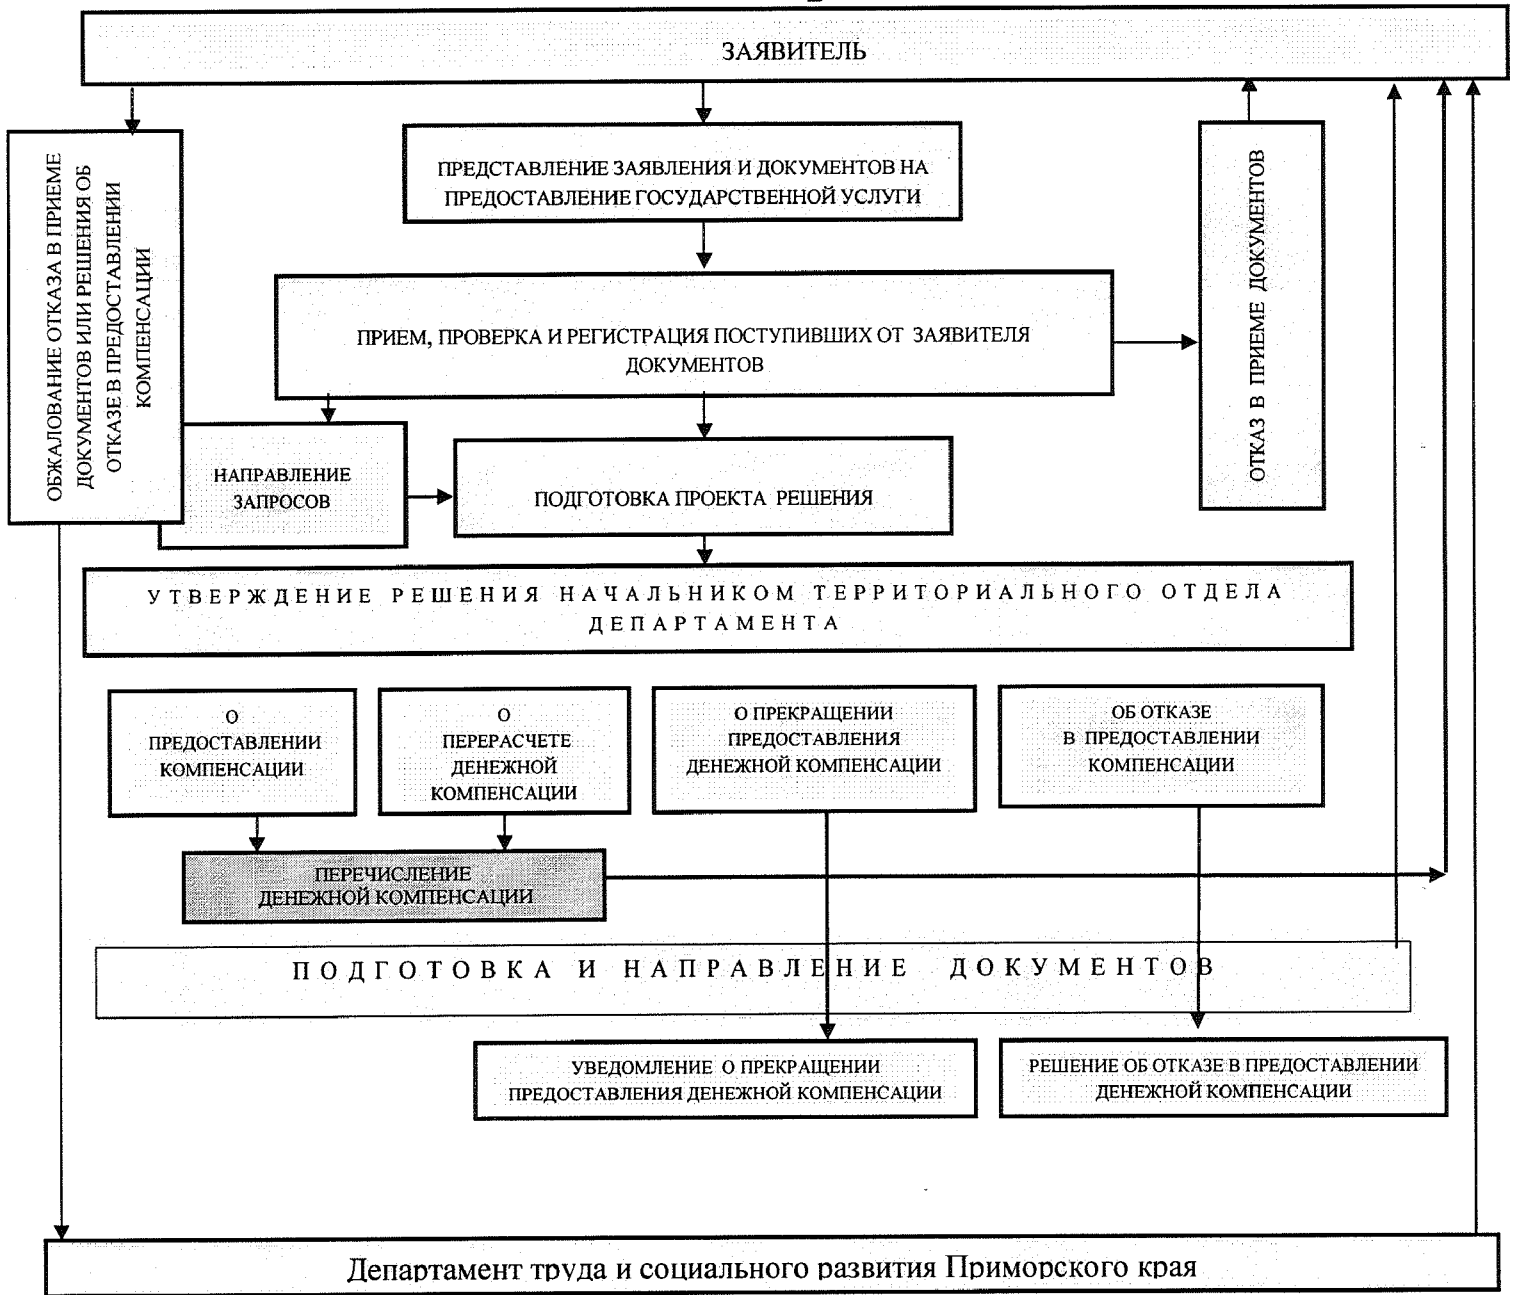 ЗАЯВИТЕЛЬ
ОБЖАЛОВАНИЕ ОТКАЗА В ПРИЕМЕ
ДОКУМЕНТОВ ИЛИ РЕШЕНИЯ ОБ
ОТКАЗЕ В ПРЕДОСТАВЛЕНИИ
КОМПЕНСАЦИИ
ПРЕДСТАВЛЕНИЕ ЗАЯВЛЕНИЯ И ДОКУМЕНТОВ НА
ПРЕДОСТАВЛЕНИЕ ГОСУДАРСТВЕННОЙ УСЛУГИ
ОТКАЗ В ПРИЕМЕ ДОКУМЕНТОВ
ПРИЕМ, ПРОВЕРКА И РЕГИСТРАЦИЯ ПОСТУПИВШИХ ОТ ЗАЯВИТЕЛЯ
ДОКУМЕНТОВ
НАПРАВЛЕНИЕ
ЗАПРОСОВ
ПОДГОТОВКА ПРОЕКТА РЕШЕНИЯ
УТВЕРЖДЕНИЕ РЕШЕНИЯ НАЧАЛЬНИКОМ ТЕРРИТОРИАЛЬНОГО ОТДЕЛА
ДЕПАРТАМЕНТА
О
ПРЕДОСТАВЛЕНИИ
КОМПЕНСАЦИИ
О
ПЕРЕРАСЧЕТЕ
ДЕНЕЖНОЙ
КОМПЕНСАЦИИ
О ПРЕКРАЩЕНИИ
ПРЕДОСТАВЛЕНИЯ
ДЕНЕЖНОЙ КОМПЕНСАЦИИ
ОБ ОТКАЗЕ
В ПРЕДОСТАВЛЕНИИ
КОМПЕНСАЦИИ
ПЕРЕЧИСЛЕНИЕ
ДЕНЕЖНОЙ КОМПЕНСАЦИИ
ПОДГОТОВКА И НАПРАВЛЕНИЕ ДОКУМЕНТОВ
УВЕДОМЛЕНИЕ О ПРЕКРАЩЕНИИ
ПРЕДОСТАВЛЕНИЯ ДЕНЕЖНОЙ КОМПЕНСАЦИИ
РЕШЕНИЕ ОБ ОТКАЗЕ В ПРЕДОСТАВЛЕНИИ
ДЕНЕЖНОЙ КОМПЕНСАЦИИ
Департамент труда и социального развития Приморского края